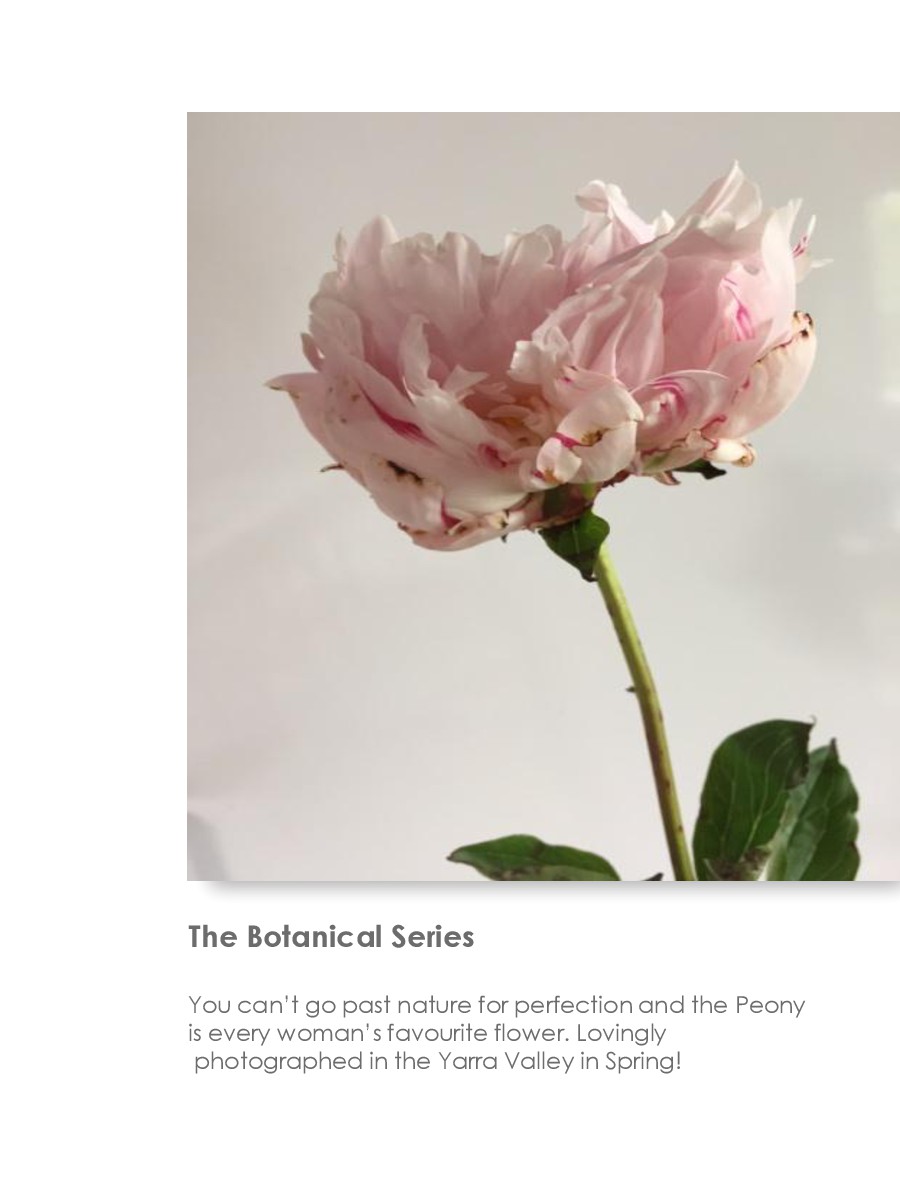 The Botanical Series
You can't go past nature for perfection and the Peony
is every woman's favourite flower. Lovingly
photographed in the Yarra Valley in Spring!